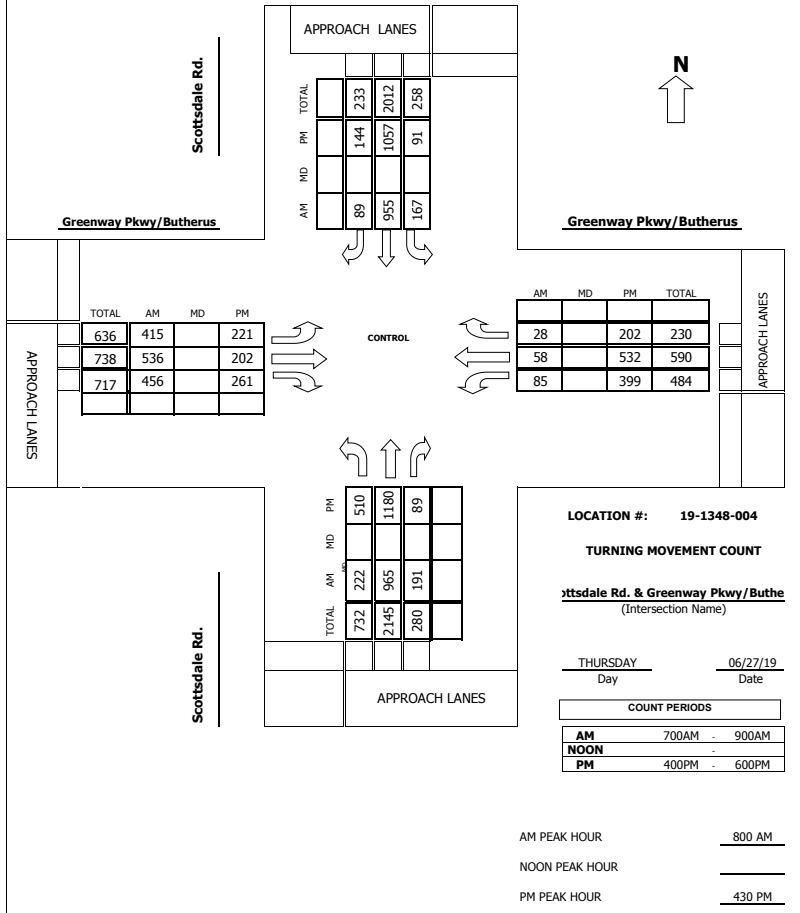 APPROACH LANES
Scottsdale Rd.
N
TOTAL 233 2012 258
PM 144 1057 91
MD
AM 89 955 167
Greenway Pkwy/Butherus
Greenway Pkwy/Butherus
TOTAL AM MD PM
636 415 221
738 536 202
717 456 261
APPROACH LANES
CONTROL
AM MD PM TOTAL
28 202 230
58 532 590
85 399 484
APPROACH LANES
PM 510 1180 89
MD
MD
AM 222 965 191
TOTAL 732 2145 280
APPROACH LANES
Scottsdale Rd.
LOCATION #: 19-1348-004
TURNING MOVEMENT COUNT
ottsdale Rd. & Greenway Pkwy/Buthe
(Intersection Name)
THURSDAY 06/27/19
Day Date
COUNT PERIODS
AM 700AM - 900AM
NOON -
PM 400PM - 600PM
AM PEAK HOUR 800 AM
NOON PEAK HOUR
PM PEAK HOUR 430 PM